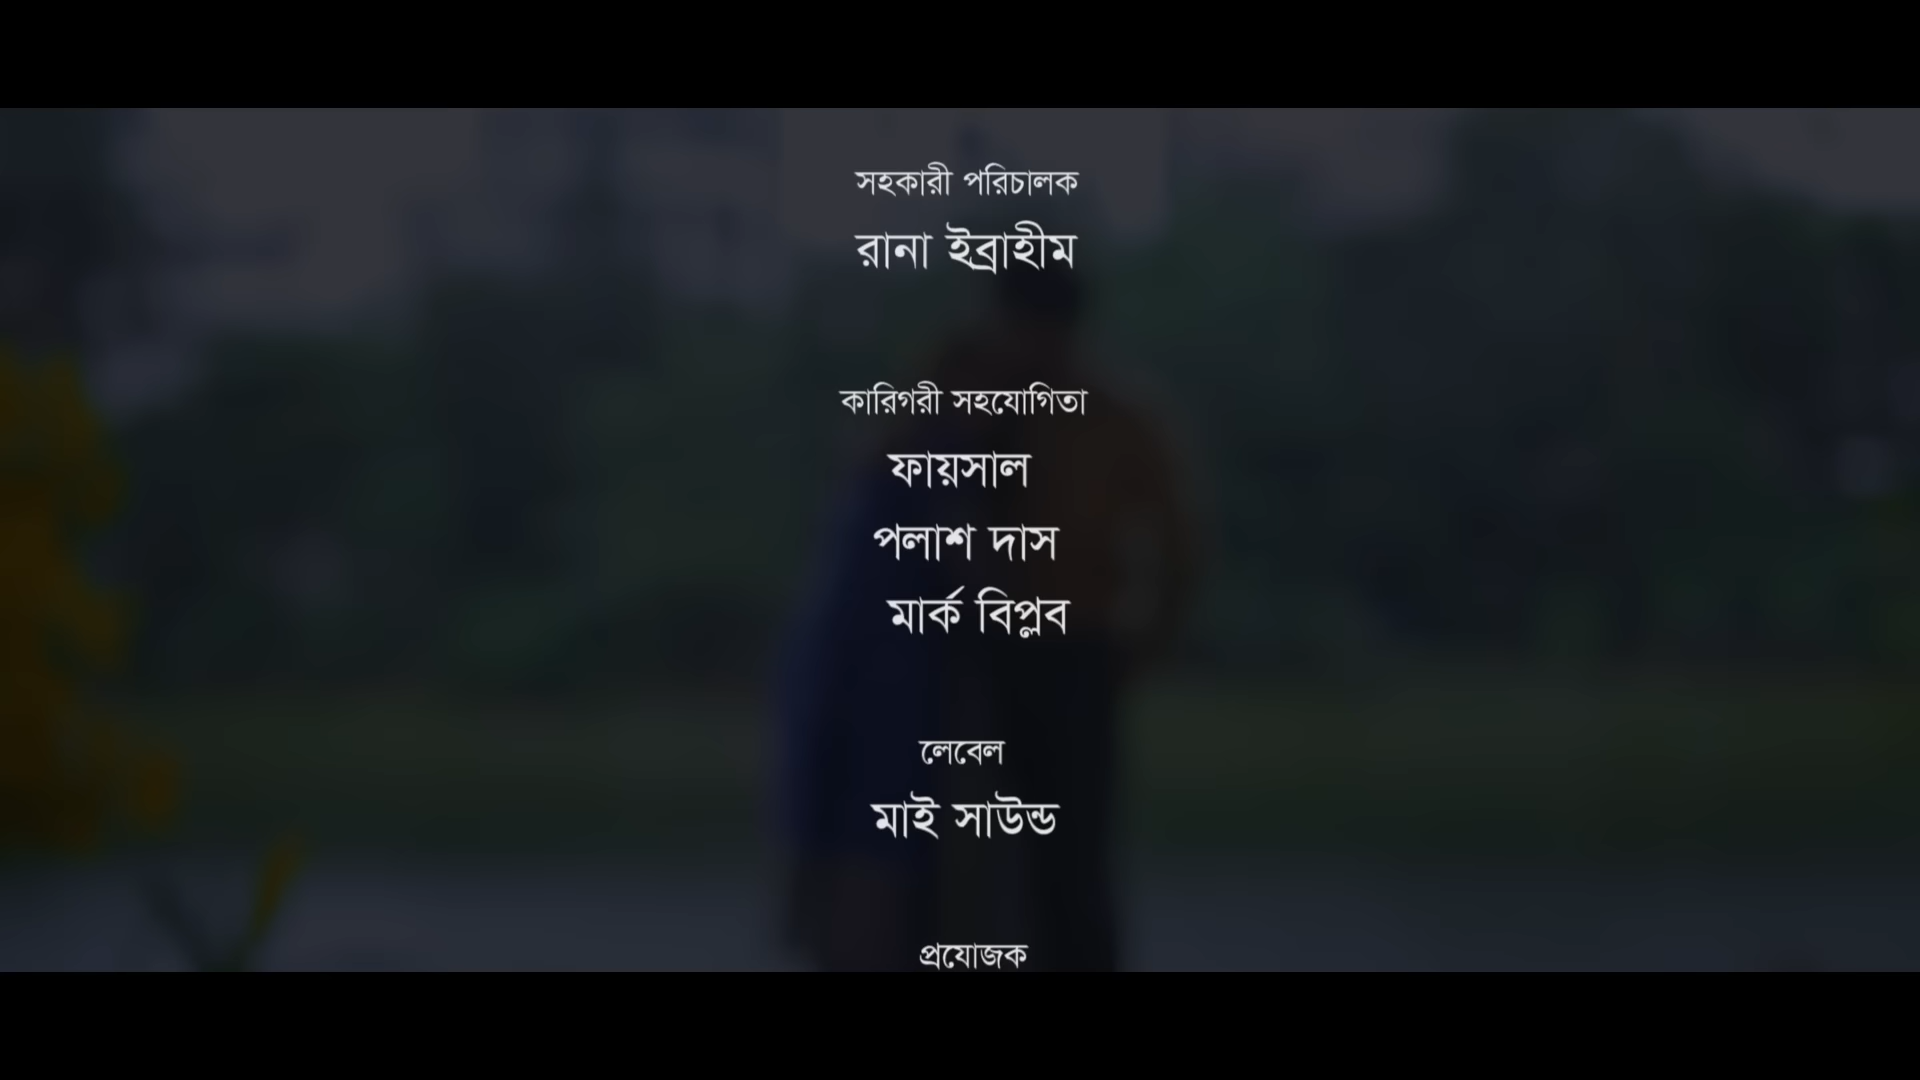 সহকারী পরিচালক
রানা ইব্রাহীম
কারিগরী সহযোগিতা
ফায়সাল
পলাশ দাস
মার্ক বিপ্লব
লেবেল
মাই সাউন্ড
প্রযোজক